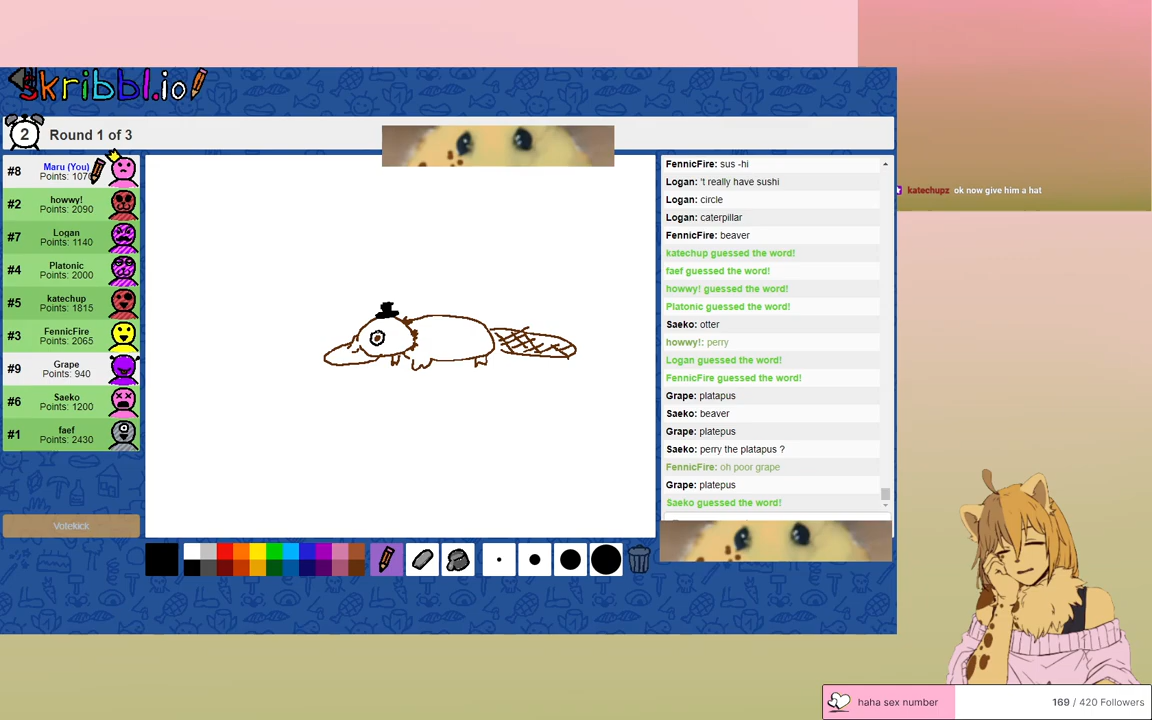 skribbl.io
2 Round 1 of 3
#8 Maru (You) Points: 1070
#2 howwy! Points: 2090
#7 Logan Points: 1140
#4 Platonic Points: 2000
#5 katechup Points: 1815
#3 FennicFire Points: 2065
#9 Grape Points: 940
#6 Saeko Points: 1200
#1 faef Points: 2430
Votekick
FennicFire: sus -hi
Logan: 't really have sushi
Logan: circle
Logan: caterpillar
FennicFire: beaver
katechup guessed the word!
faef guessed the word!
howwy! guessed the word!
Platonic guessed the word!
Saeko: otter
howwy!: perry
Logan guessed the word!
FennicFire guessed the word!
Grape: platapus
Saeko: beaver
Grape: platepus
Saeko: perry the platapus ?
FennicFire: oh poor grape
Grape: platepus
Saeko guessed the word!
katechupz ok now give him a hat
haha sex number 169 / 420 Followers